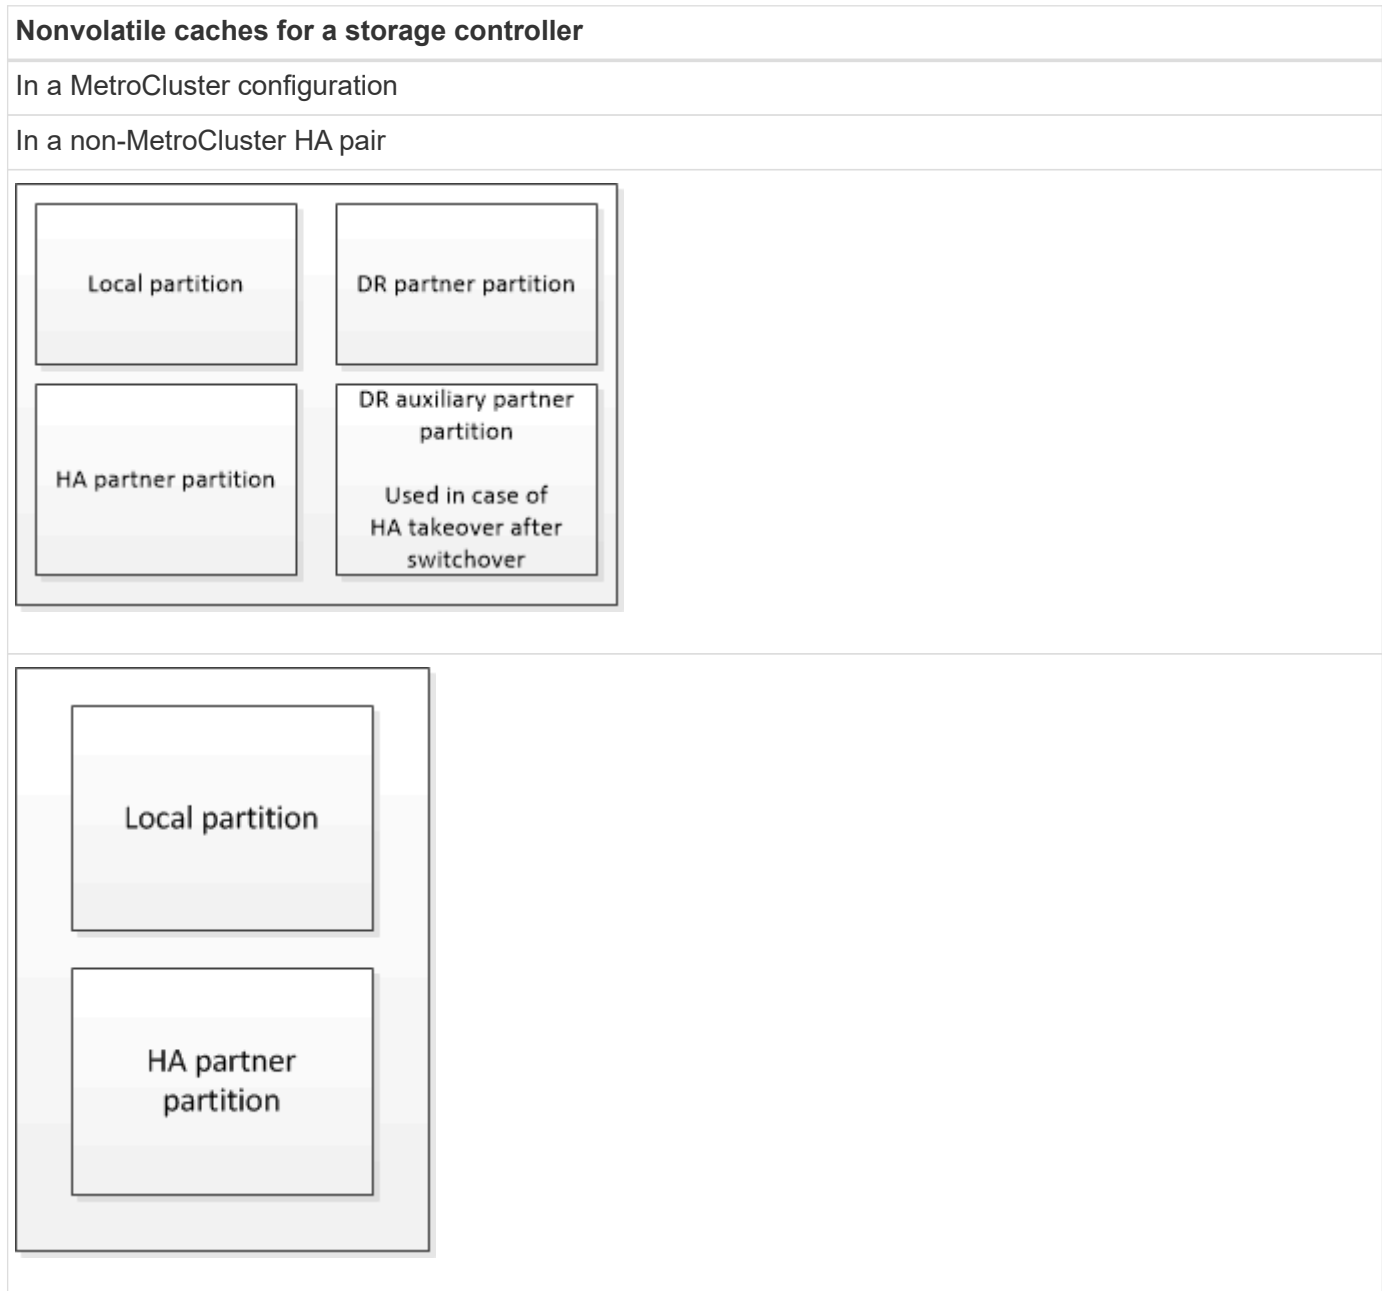 Nonvolatile caches for a storage controller
In a MetroCluster configuration
In a non-MetroCluster HA pair
Local partition
DR partner partition
HA partner partition
DR auxiliary partner
partition
Used in case of
HA takeover after
switchover
Local partition
HA partner
partition